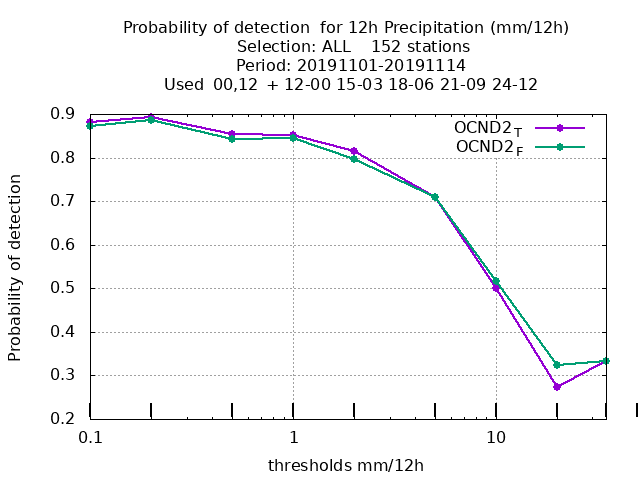 Probability of detection  for 12h Precipitation (mm/12h)
Selection: ALL    152 stations
Period: 20191101-20191114
Used  00,12  + 12-00 15-03 18-06 21-09 24-12
Probability of detection
0.9
0.8
0.7
0.6
0.5
0.4
0.3
0.2
OCND2T
OCND2F
0.1 1 10
thresholds mm/12h